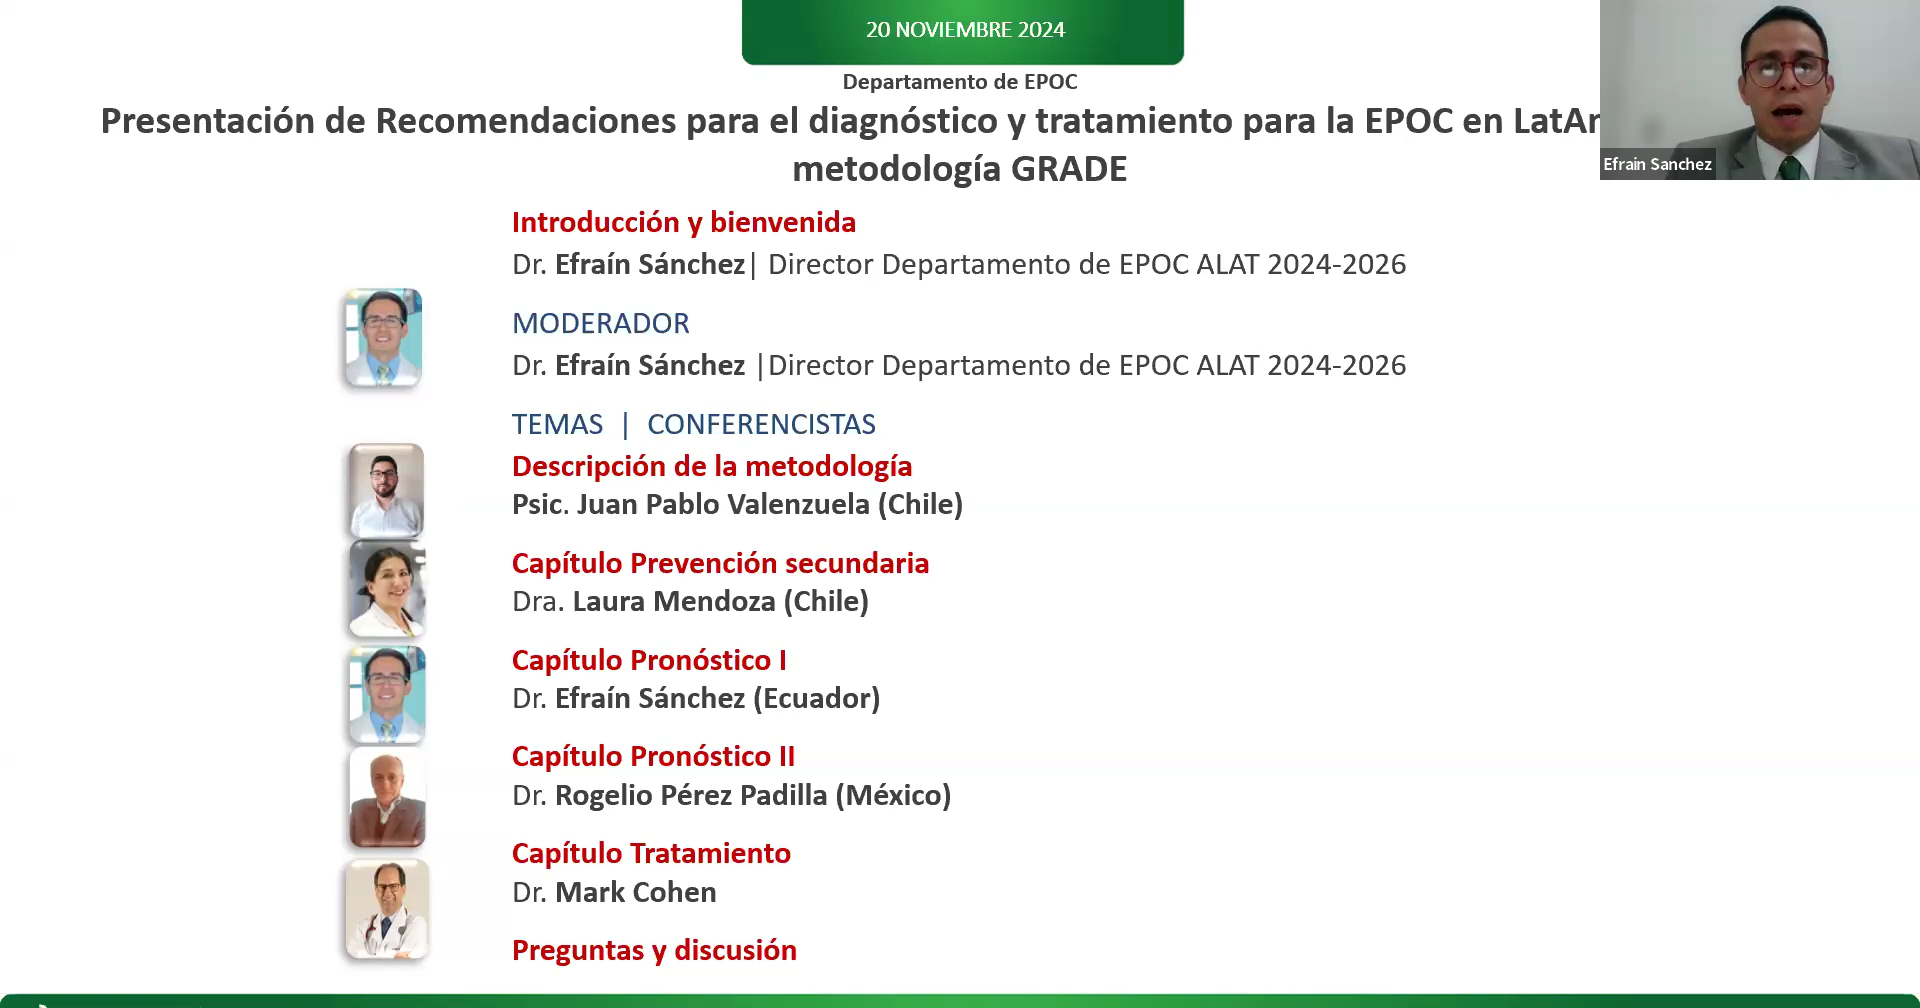 20 NOVIEMBRE 2024
Departamento de EPOC
Presentación de Recomendaciones para el diagnóstico y tratamiento para la EPOC en
metodología GRADE
Efrain Sanchez
Introducción y bienvenida
Dr. Efraín Sánchez| Director Departamento de EPOC ALAT 2024-2026
MODERADOR
Dr. Efraín Sánchez |Director Departamento de EPOC ALAT 2024-2026
TEMAS | CONFERENCISTAS
Descripción de la metodología
Psic. Juan Pablo Valenzuela (Chile)
Capítulo Prevención secundaria
Dra. Laura Mendoza (Chile)
Capítulo Pronóstico I
Dr. Efraín Sánchez (Ecuador)
Capítulo Pronóstico II
Dr. Rogelio Pérez Padilla (México)
Capítulo Tratamiento
Dr. Mark Cohen
Preguntas y discusión